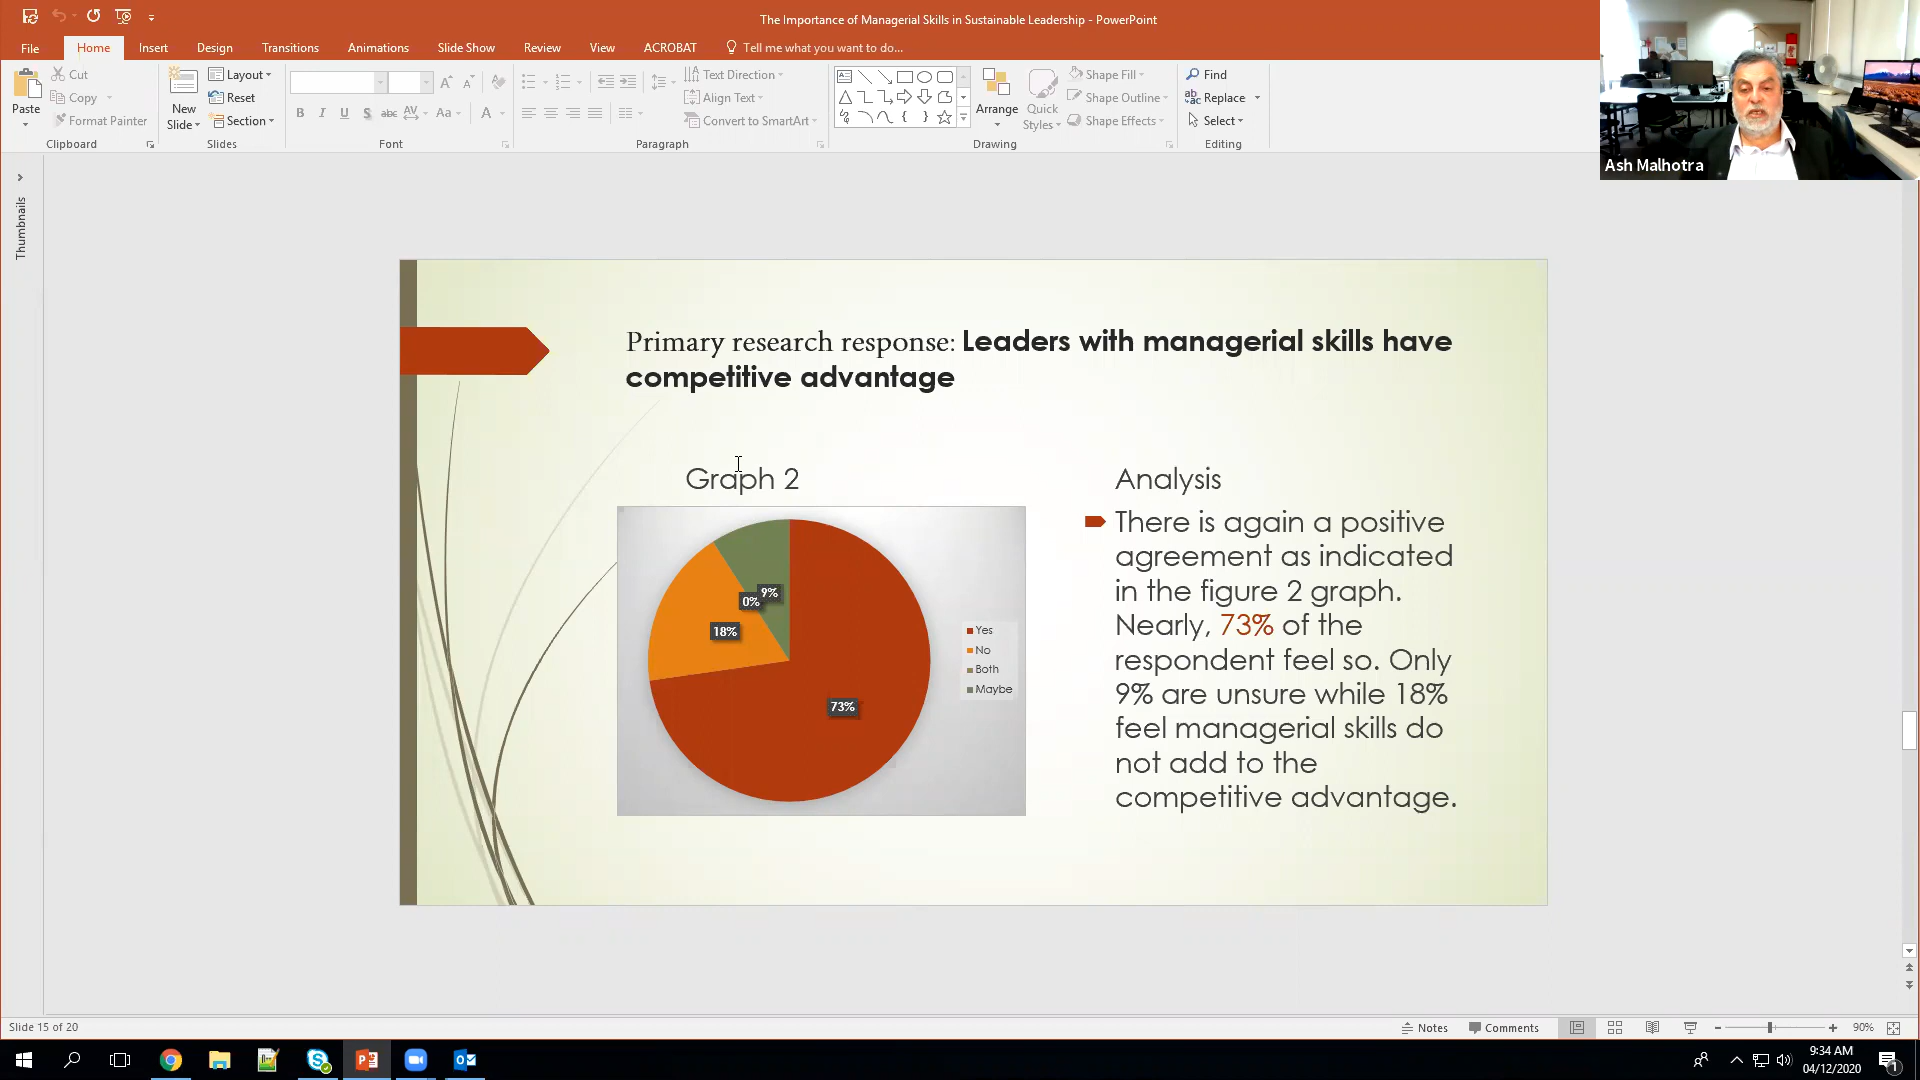 The Importance of Managerial Skills in Sustainable Leadership - PowerPoint
File Home Insert Design Transitions Animations Slide Show Review View ACROBAT Tell me what you want to do...
Ash Malhotra
Paste
Cut
Copy
Format Painter
Clipboard
New Slide
Layout
Reset
Section
Slides
B I U S abc AV Aa A
Font
Text Direction
Align Text
Convert to SmartArt
Paragraph
Arrange
Quick Styles
Shape Fill
Shape Outline
Shape Effects
Drawing
Find
Replace
Select
Editing
Thumbnails
Primary research response: Leaders with managerial skills have
competitive advantage
Graph 2
9%
0%
18%
73%
Yes
No
Both
Maybe
Analysis
There is again a positive
agreement as indicated
in the figure 2 graph.
Nearly, 73% of the
respondent feel so. Only
9% are unsure while 18%
feel managerial skills do
not add to the
competitive advantage.
Slide 15 of 20
Notes Comments 90%
9:34 AM
04/12/2020